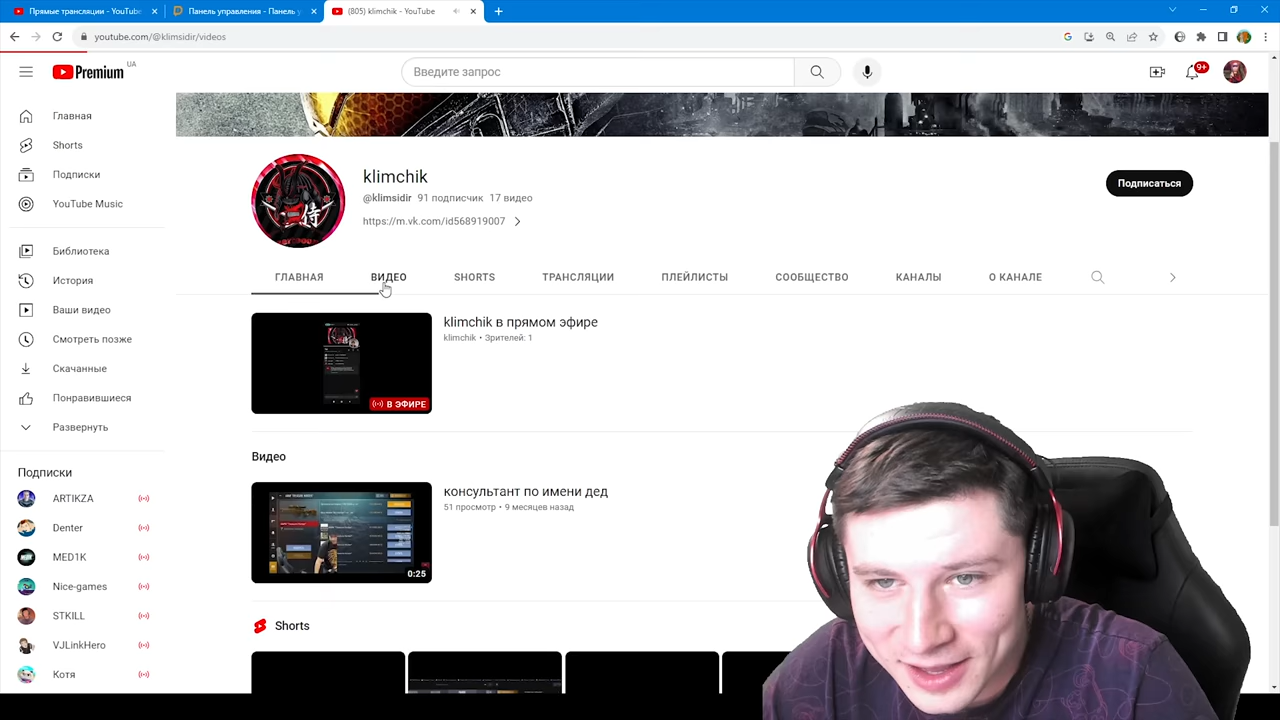 Прямые трансляции - YouTube
Панель управления - Панель у
(805) klimchik - YouTube
youtube.com/@klimsidir/videos
Premium
UA
Введите запрос
9+
Главная
Shorts
Подписки
YouTube Music
Библиотека
История
Ваши видео
Смотреть позже
Скачанные
Понравившиеся
Развернуть
Подписки
ARTIKZA
Denter
MED1K
Nice-games
STKILL
VJLinkHero
Котя
klimchik
@klimsidir 91 подписчик 17 видео
https://m.vk.com/id568919007
Подписаться
ГЛАВНАЯ
ВИДЕО
SHORTS
ТРАНСЛЯЦИИ
ПЛЕЙЛИСТЫ
СООБЩЕСТВО
КАНАЛЫ
О КАНАЛЕ
klimchik в прямом эфире
klimchik • Зрителей: 1
В ЭФИРЕ
Видео
консультант по имени дед
51 просмотр • 9 месяцев назад
0:25
Shorts